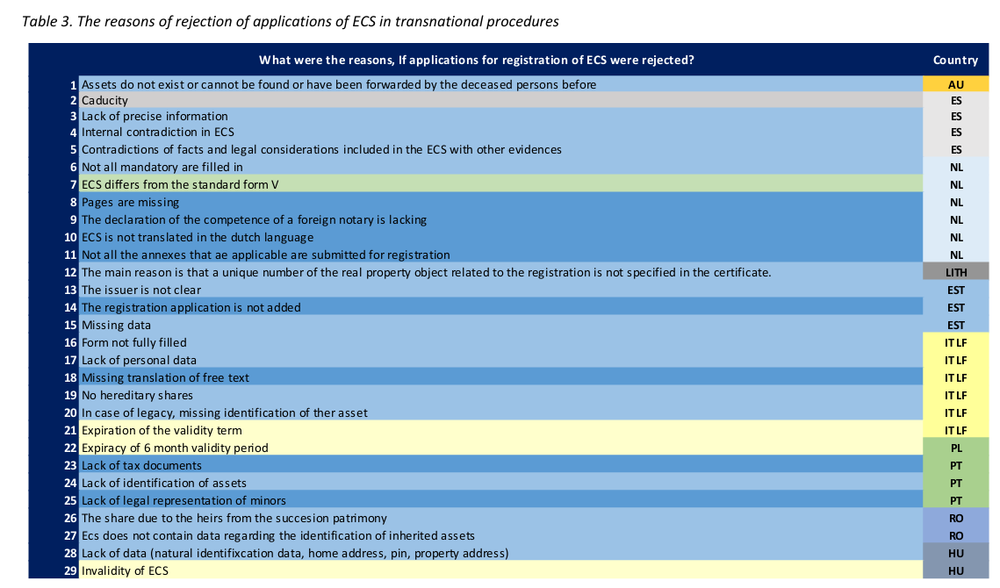 Table 3. The reasons of rejection of applications of ECS in transnational procedures
What were the reasons, If applications for registration of ECS were rejected? Country
1 Assets do not exist or cannot be found or have been forwarded by the deceased persons before AU
2 Caducity ES
3 Lack of precise information ES
4 Internal contradiction in ECS ES
5 Contradictions of facts and legal considerations included in the ECS with other evidences ES
6 Not all mandatory are filled in NL
7 ECS differs from the standard form V NL
8 Pages are missing NL
9 The declaration of the competence of a foreign notary is lacking NL
10 ECS is not translated in the dutch language NL
11 Not all the annexes that ae applicable are submitted for registration NL
12 The main reason is that a unique number of the real property object related to the registration is not specified in the certificate. LITH
13 The issuer is not clear EST
14 The registration application is not added EST
15 Missing data EST
16 Form not fully filled IT LF
17 Lack of personal data IT LF
18 Missing translation of free text IT LF
19 No hereditary shares IT LF
20 In case of legacy, missing identification of ther asset IT LF
21 Expiration of the validity term IT LF
22 Expiracy of 6 month validity period PL
23 Lack of tax documents PT
24 Lack of identification of assets PT
25 Lack of legal representation of minors PT
26 The share due to the heirs from the succesion patrimony RO
27 Ecs does not contain data regarding the identification of inherited assets RO
28 Lack of data (natural identifixcation data, home address, pin, property address) HU
29 Invalidity of ECS HU